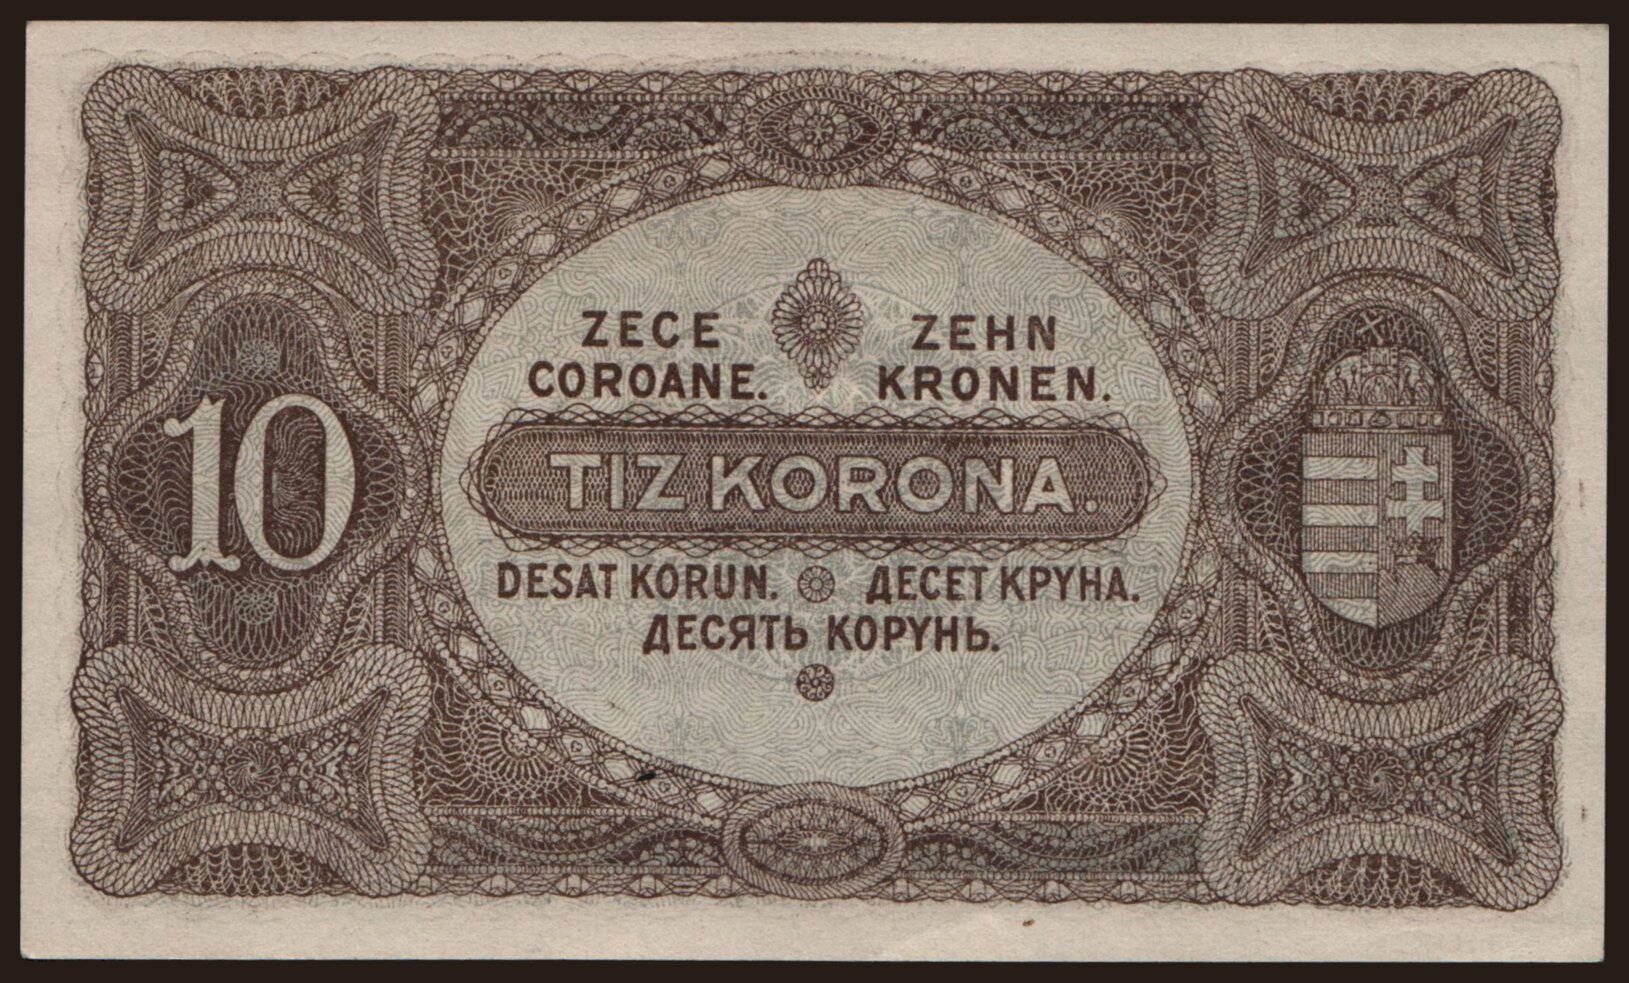 ZECE
COROANE.
ZEHN
KRONEN.
10
TIZ KORONA.
DESAT KORUN.
ДЕСЕТ КРУНА.
ДЕСЯТЬ КОРУНЬ.